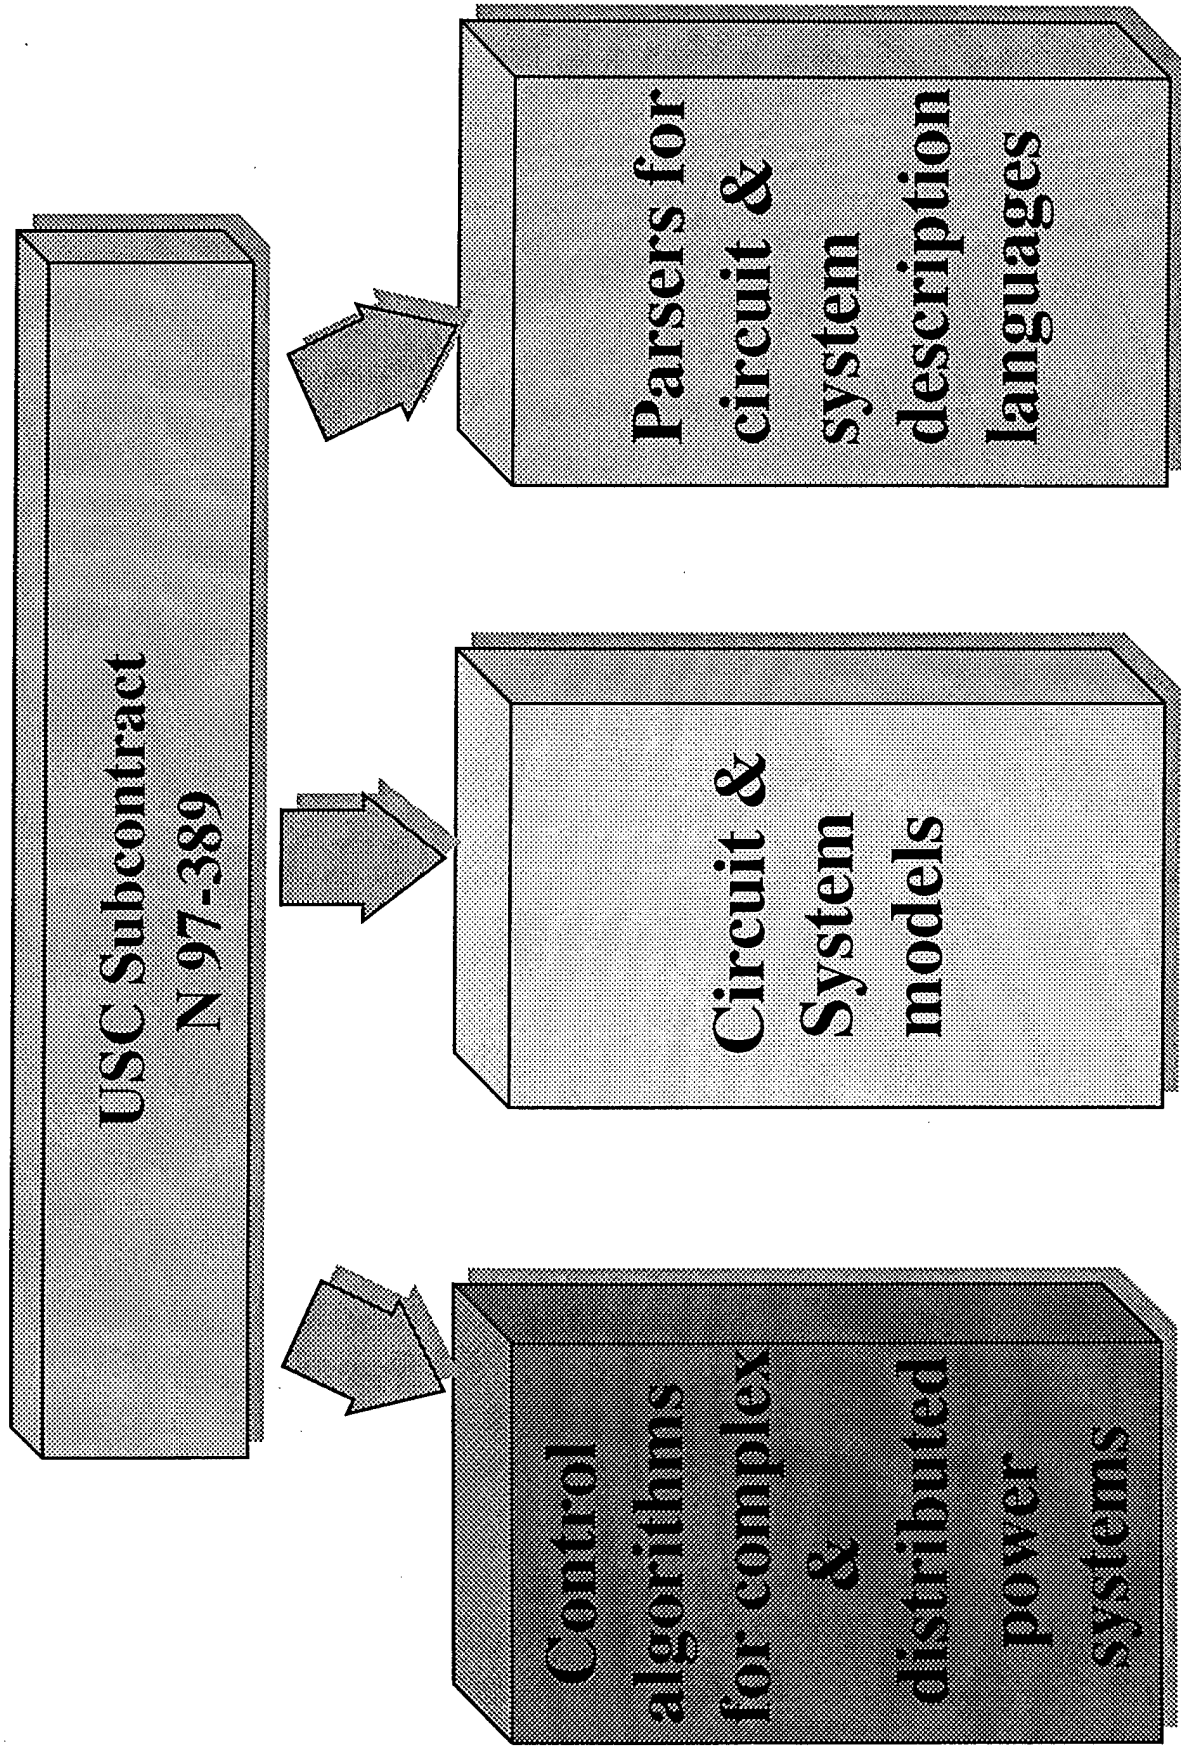 USC Subcontract
N 97-389
Control
algorithms
for complex
&
distributed
power
systems
Circuit &
System
models
Parsers for
circuit &
system
description
languages